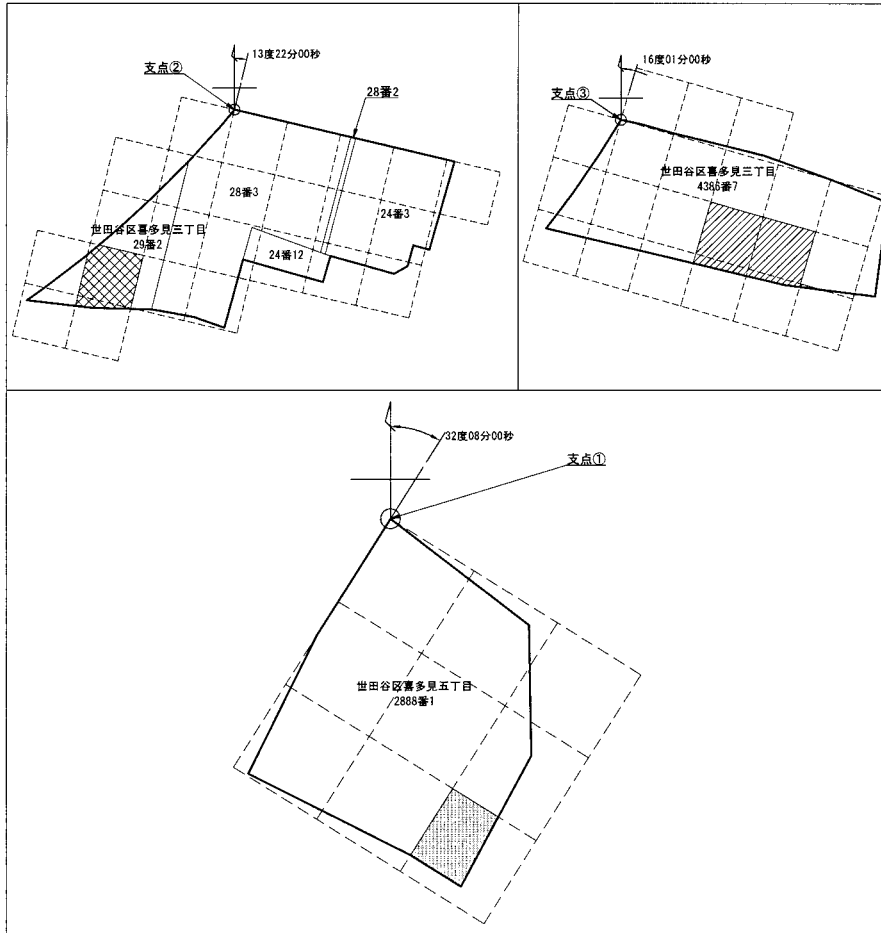 13度22分00秒
支点②
28番2
28番3
24番3
世田谷区喜多見三丁目
29番2
24番12
16度01分00秒
支点③
世田谷区喜多見三丁目
4386番7
32度08分00秒
支点①
世田谷区喜多見五丁目
2888番1